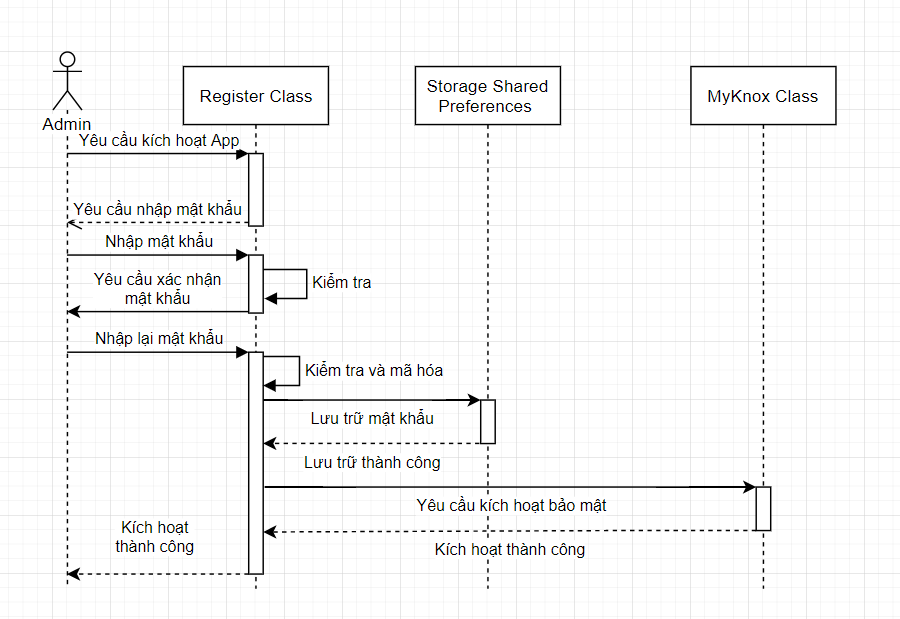 Register Class
Storage Shared
Preferences
MyKnox Class
Admin
Yêu cầu kích hoạt App
Yêu cầu nhập mật khẩu
Nhập mật khẩu
Yêu cầu xác nhận
mật khẩu
Kiểm tra
Nhập lại mật khẩu
Kiểm tra và mã hóa
Lưu trữ mật khẩu
Lưu trữ thành công
Yêu cầu kích hoạt bảo mật
Kích hoạt
thành công
Kích hoạt thành công